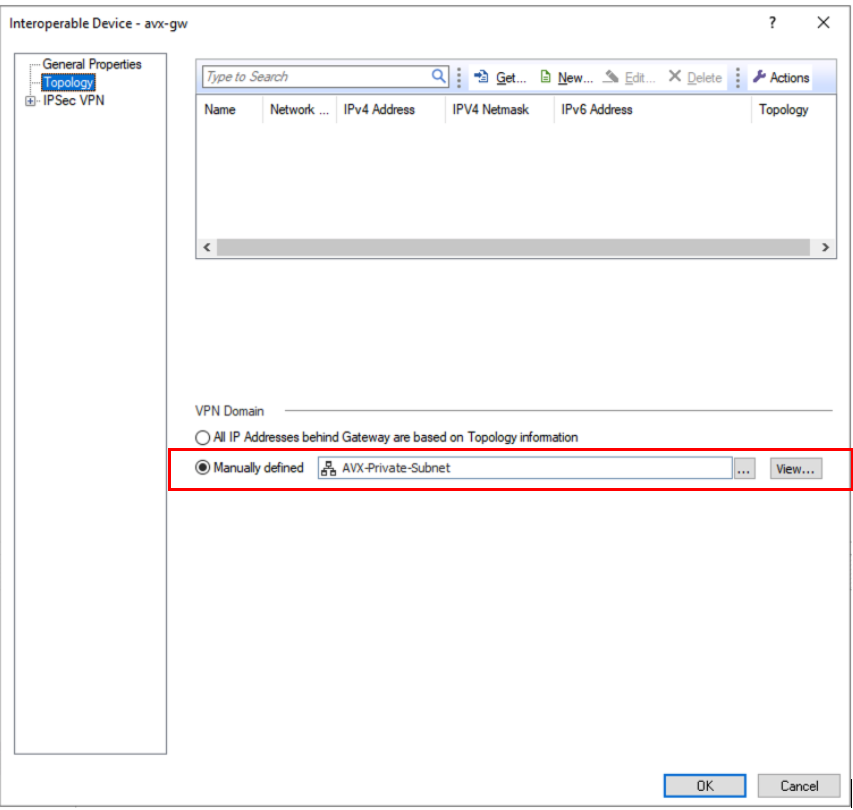 Interoperable Device - avx-gw
General Properties
Topology
IPSec VPN
Type to Search
Get... New... Edit... Delete Actions
Name Network ... IPv4 Address IPV4 Netmask IPv6 Address Topology
VPN Domain
All IP Addresses behind Gateway are based on Topology information
Manually defined AVX-Private-Subnet ... View...
OK Cancel